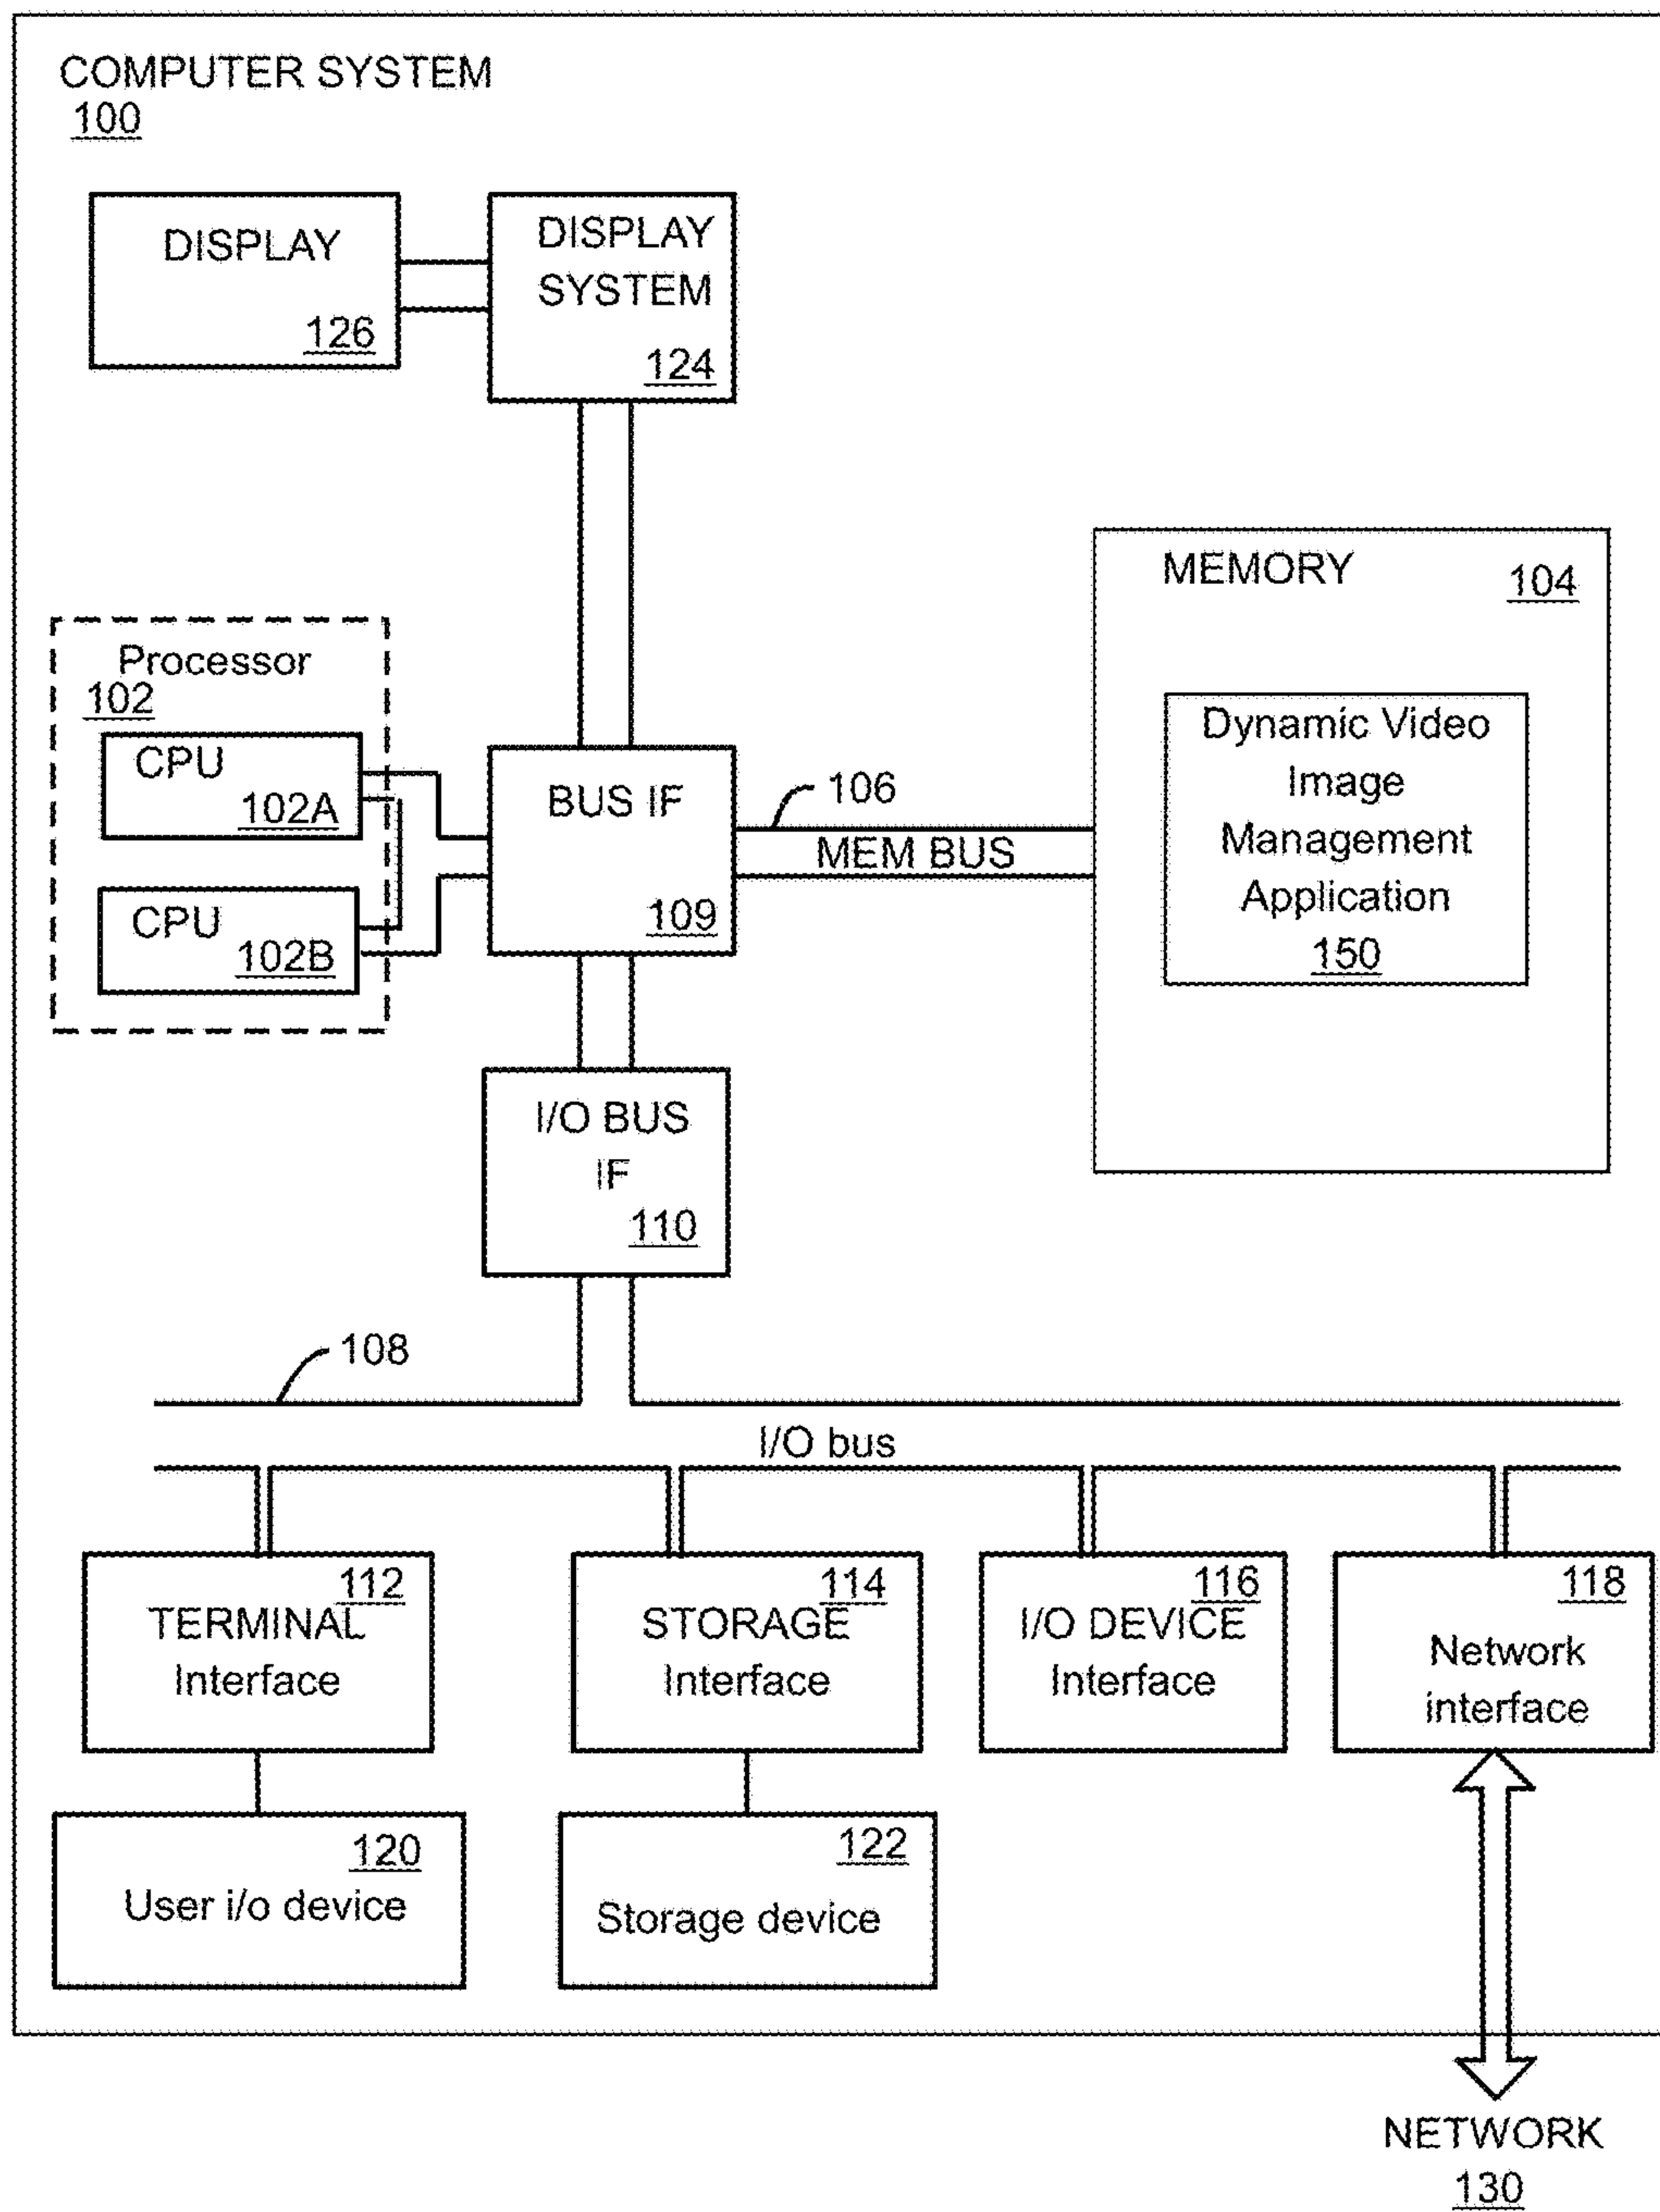 COMPUTER SYSTEM
100
DISPLAY
126
DISPLAY
SYSTEM
124
Processor
102
CPU
102A
CPU
102B
BUS IF
109
106
MEM BUS
MEMORY
104
Dynamic Video
Image
Management
Application
150
I/O BUS
IF
110
108
I/O bus
112
TERMINAL
Interface
114
STORAGE
Interface
116
I/O DEVICE
Interface
118
Network
interface
120
User i/o device
122
Storage device
NETWORK
130